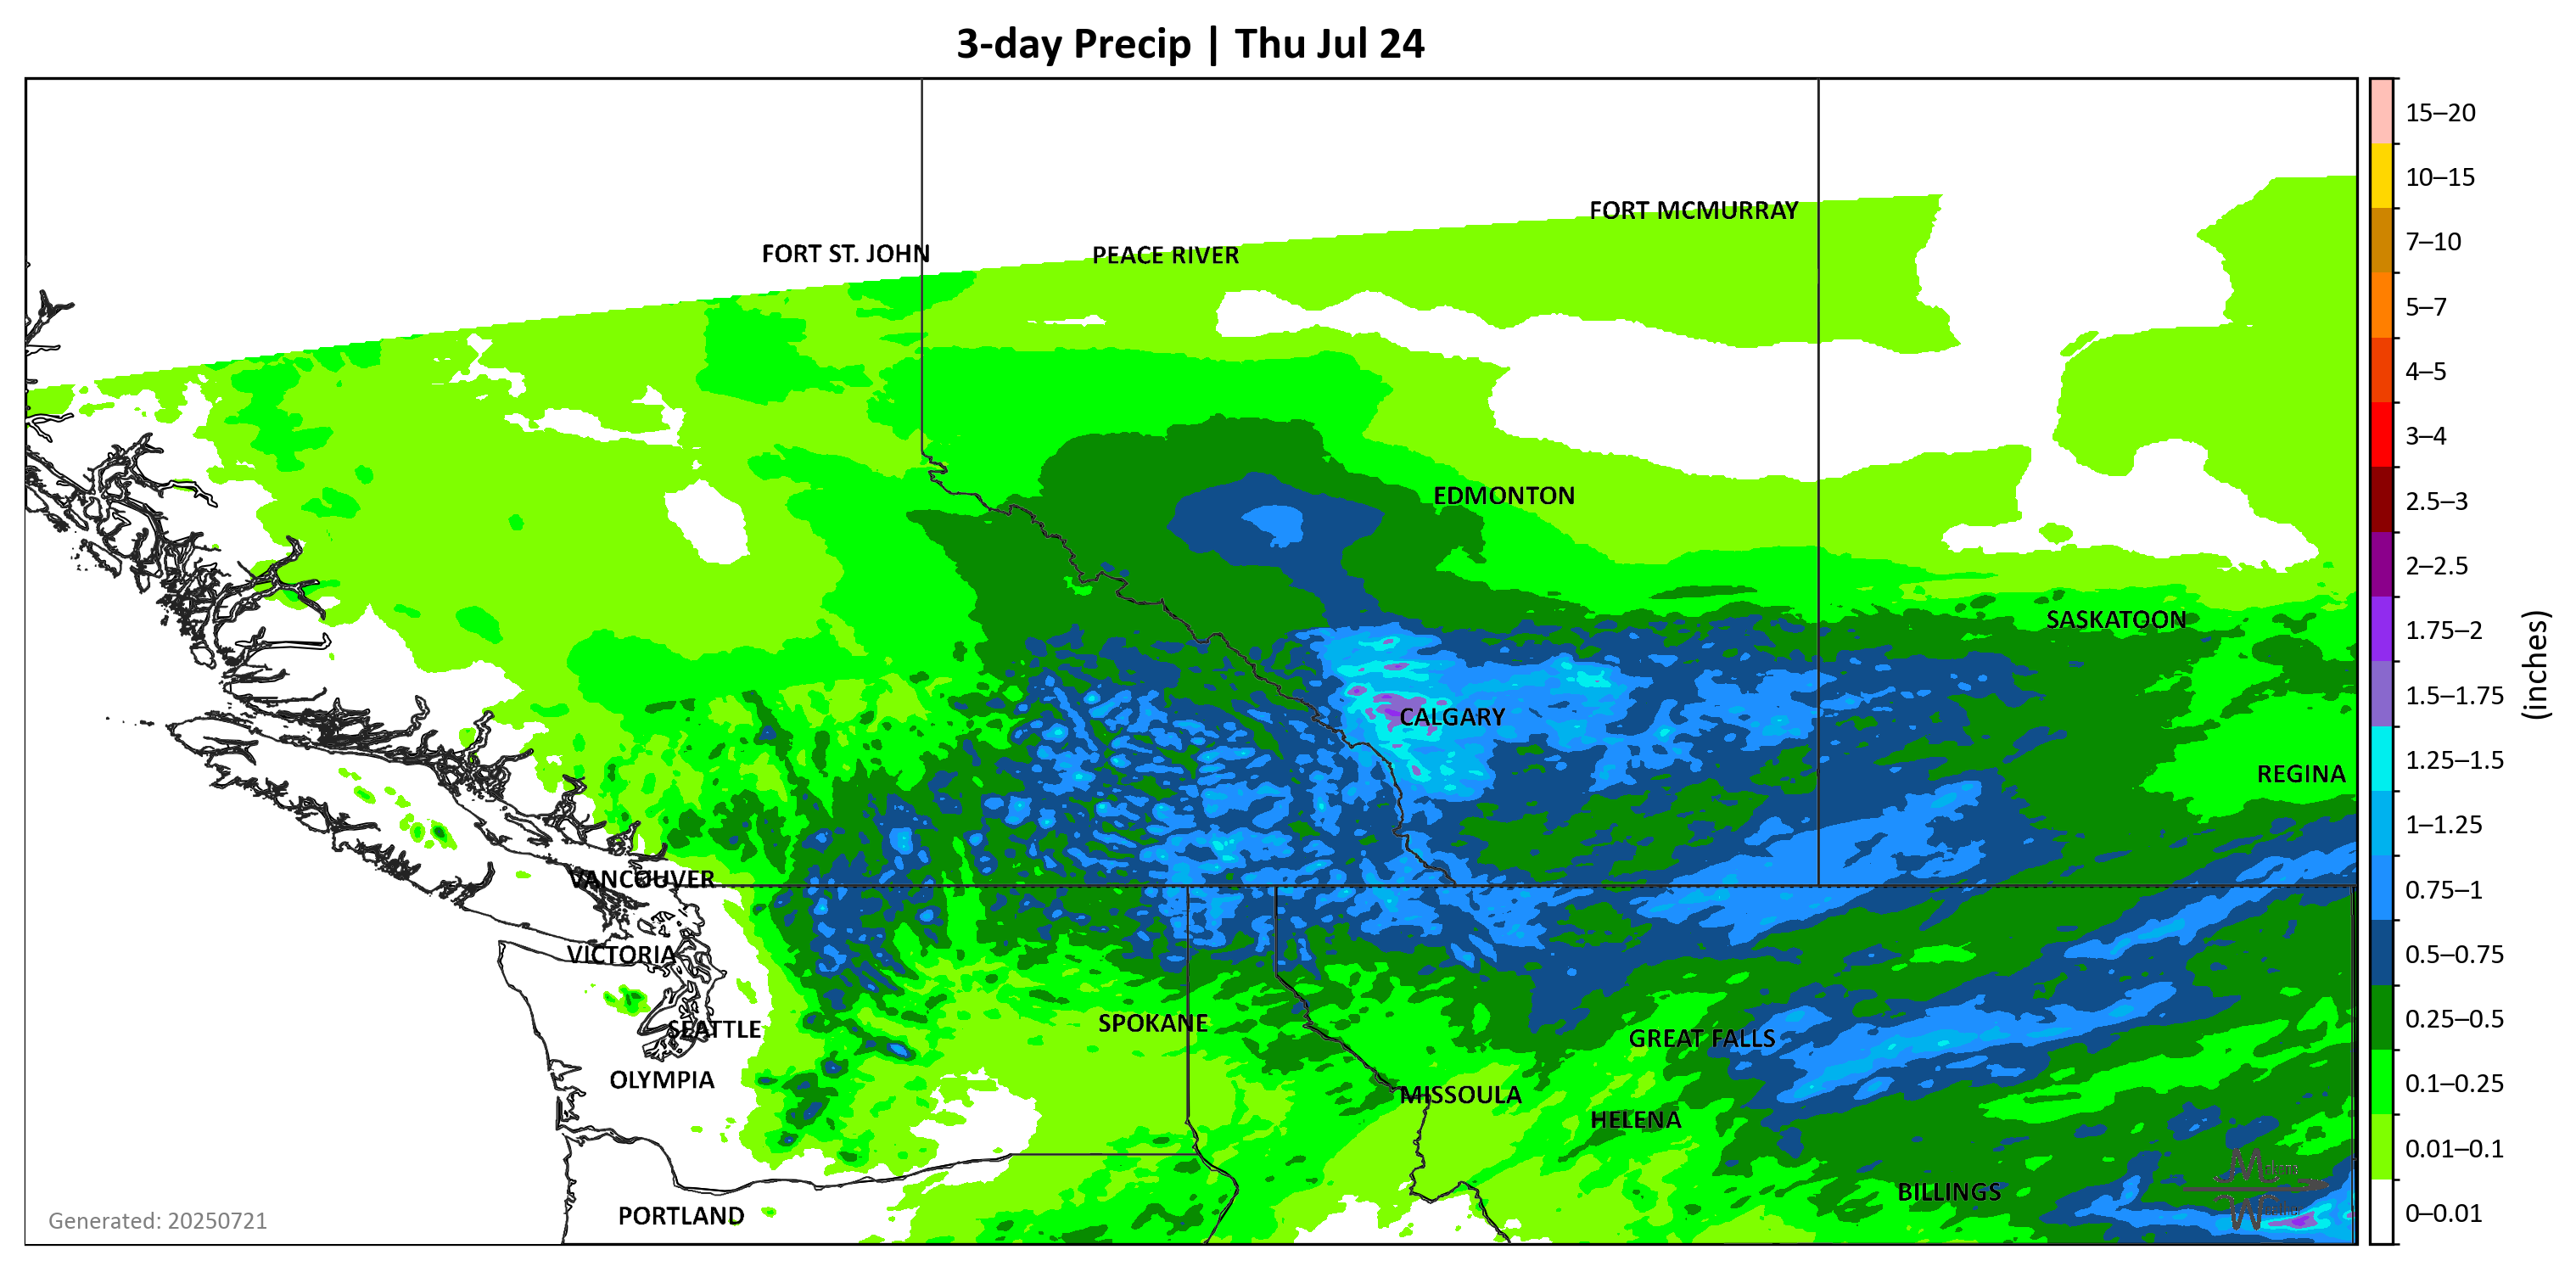 3-day Precip | Thu Jul 24
15–20
10–15
FORT MCMURRAY
7–10
FORT ST. JOHN
PEACE RIVER
5–7
4–5
3–4
EDMONTON
2.5–3
2–2.5
SASKATOON
1.75–2
(inches)
1.5–1.75
CALGARY
1.25–1.5
REGINA
1–1.25
VANCOUVER
0.75–1
VICTORIA
0.5–0.75
SPOKANE
0.25–0.5
SEATTLE
GREAT FALLS
OLYMPIA
0.1–0.25
MISSOULA
HELENA
0.01–0.1
BILLINGS
PORTLAND
Generated: 20250721
0–0.01